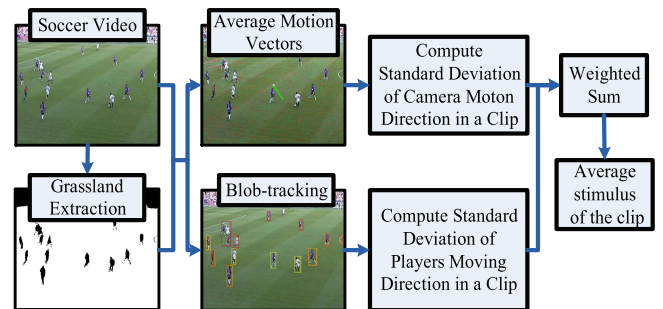 Soccer Video
Average Motion
Vectors
Compute
Standard Deviation
of Camera Moton
Direction in a Clip
Weighted
Sum
Grassland
Extraction
Blob-tracking
Compute Standard
Deviation of
Players Moving
Direction in a Clip
Average
stimulus
of the clip